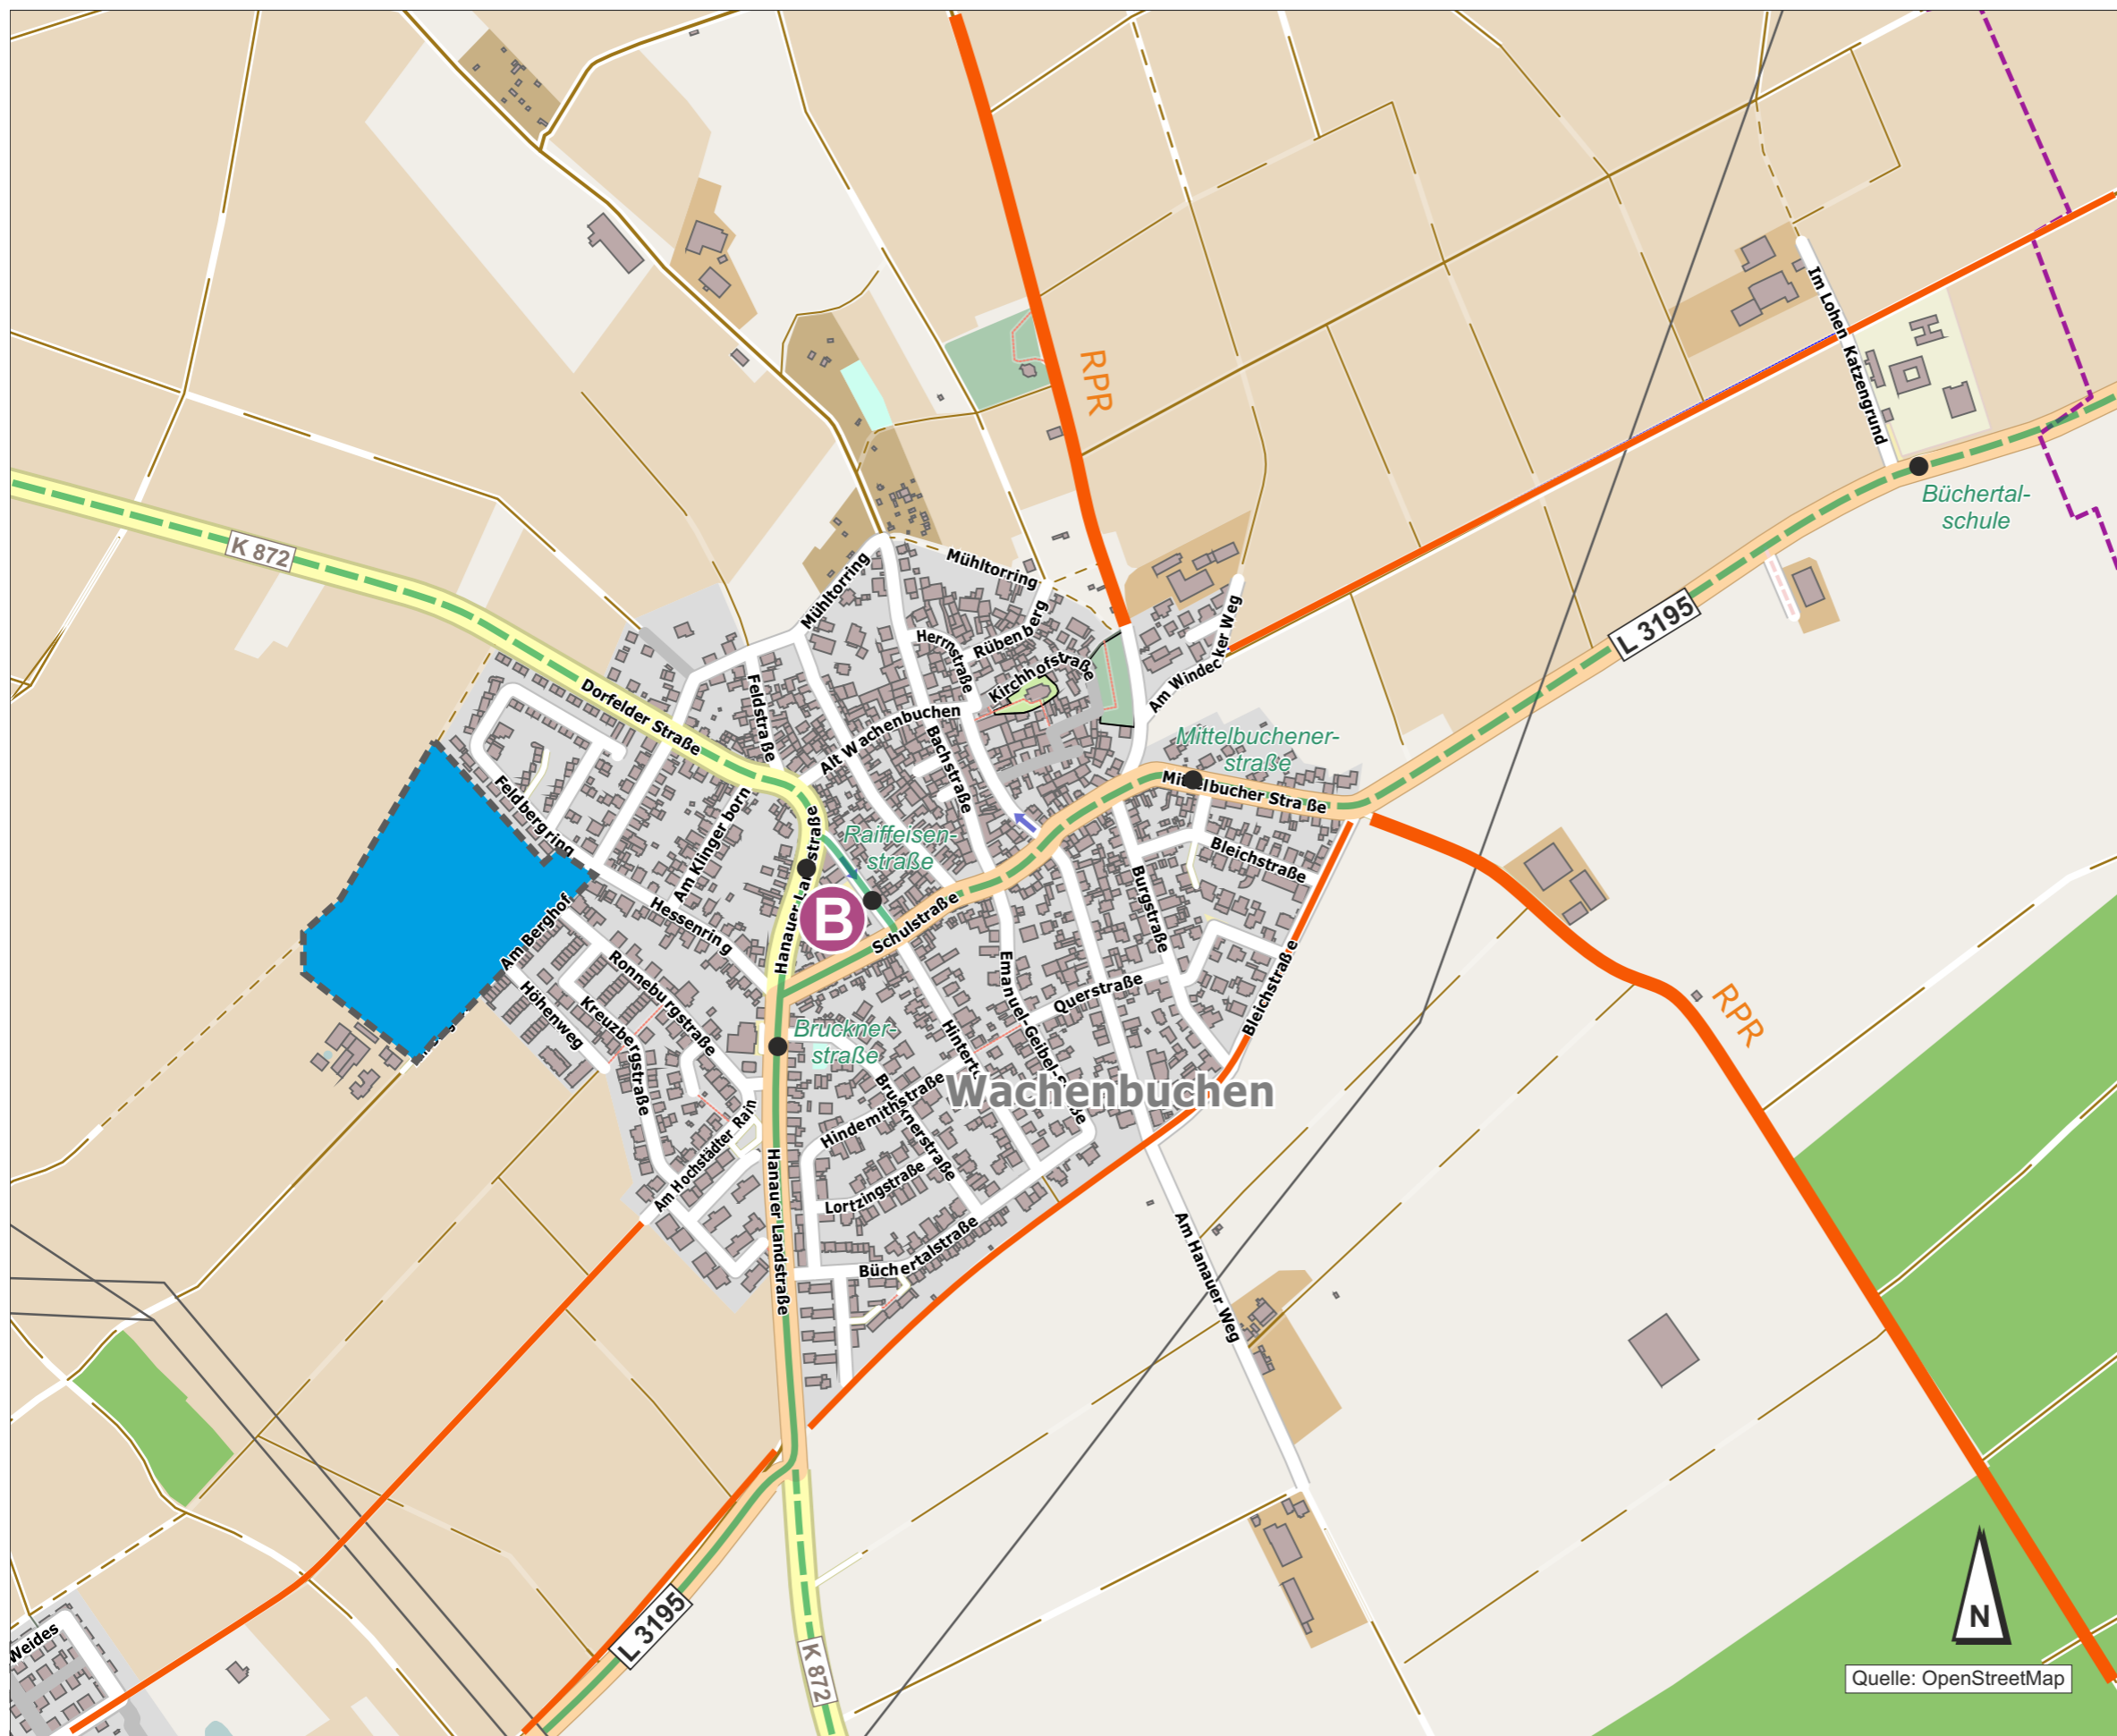 RPR
Im Lohen Katzengrund
Büchertal-
schule
K 872
Mühltorring
Mühltorring
L 3195
Herrnstraße
Rübenberg
Am Windecker Weg
Kirchhofstraße
Feldstraße
Dorfelder Straße
Alt Wachenbuchen
Bachstraße
Mittelbuchener-
straße
Mittelbucher Straße
Feldbergring
Am Klingerborn
Raiffeisen-
straße
Hanauer Landstraße
Bleichstraße
Burgstraße
B
Schulstraße
Hessenring
Am Berghof
Ronneburgstraße
Höhenweg
Kreuzbergstraße
Emanuel-Geibel-Straße
Querstraße
Bleichstraße
RPR
Bruckner-
straße
Wachenbuchen
Brucknerstraße
Hindemithstraße
Am Hochstädter Rain
Hanauer Landstraße
Lortzingstraße
Büchertalstraße
Am Hanauer Weg
L 3195
K 872
Weides
N
Quelle: OpenStreetMap